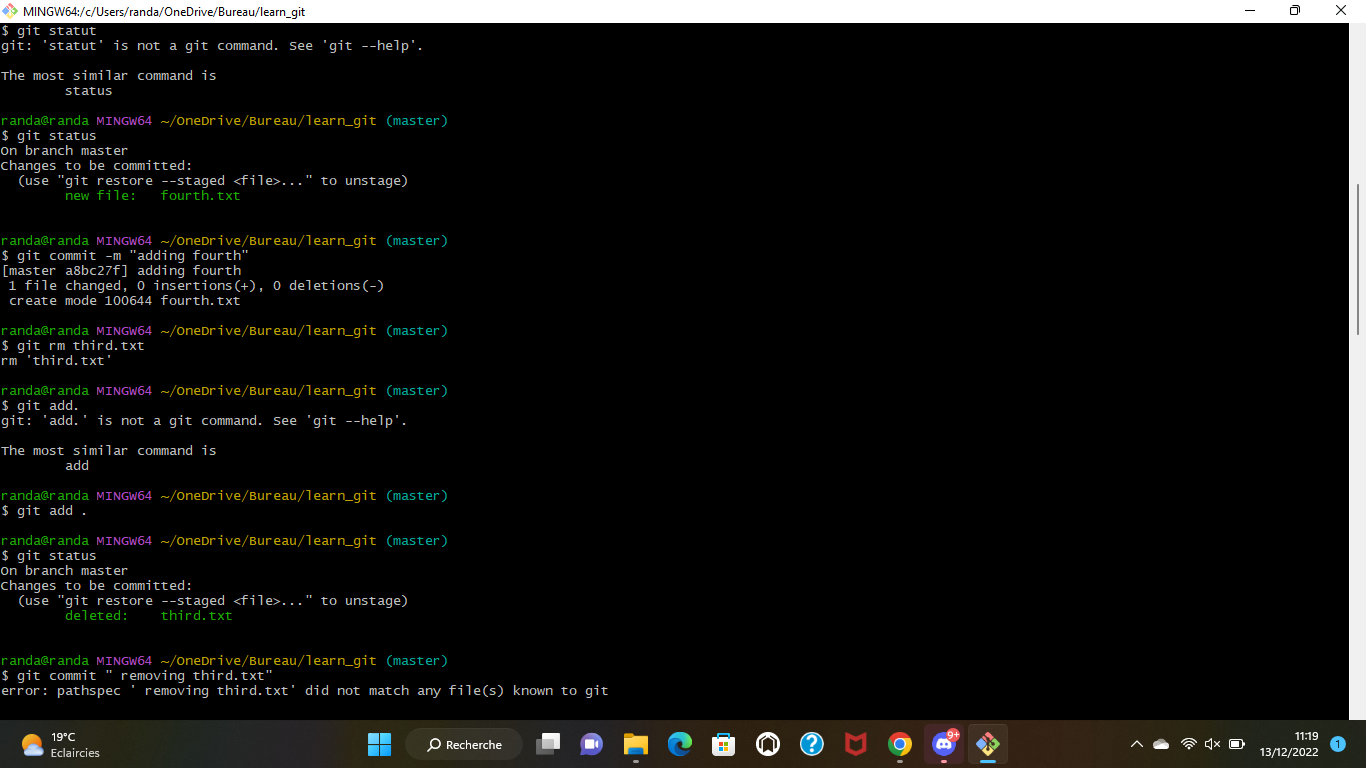 MINGW64:/c/Users/randa/OneDrive/Bureau/learn_git
$ git statut
git: 'statut' is not a git command. See 'git --help'.
The most similar command is
status
randa@randa MINGW64 ~/OneDrive/Bureau/learn_git (master)
$ git status
On branch master
Changes to be committed:
(use "git restore --staged <file>..." to unstage)
new file:   fourth.txt
randa@randa MINGW64 ~/OneDrive/Bureau/learn_git (master)
$ git commit -m "adding fourth"
[master a8bc27f] adding fourth
1 file changed, 0 insertions(+), 0 deletions(-)
create mode 100644 fourth.txt
randa@randa MINGW64 ~/OneDrive/Bureau/learn_git (master)
$ git rm third.txt
rm 'third.txt'
randa@randa MINGW64 ~/OneDrive/Bureau/learn_git (master)
$ git add.
git: 'add.' is not a git command. See 'git --help'.
The most similar command is
add
randa@randa MINGW64 ~/OneDrive/Bureau/learn_git (master)
$ git add .
randa@randa MINGW64 ~/OneDrive/Bureau/learn_git (master)
$ git status
On branch master
Changes to be committed:
(use "git restore --staged <file>..." to unstage)
deleted:    third.txt
randa@randa MINGW64 ~/OneDrive/Bureau/learn_git (master)
$ git commit " removing third.txt"
error: pathspec ' removing third.txt' did not match any file(s) known to git
19°C
Eclaircies
Recherche
9+
11:19
13/12/2022
1